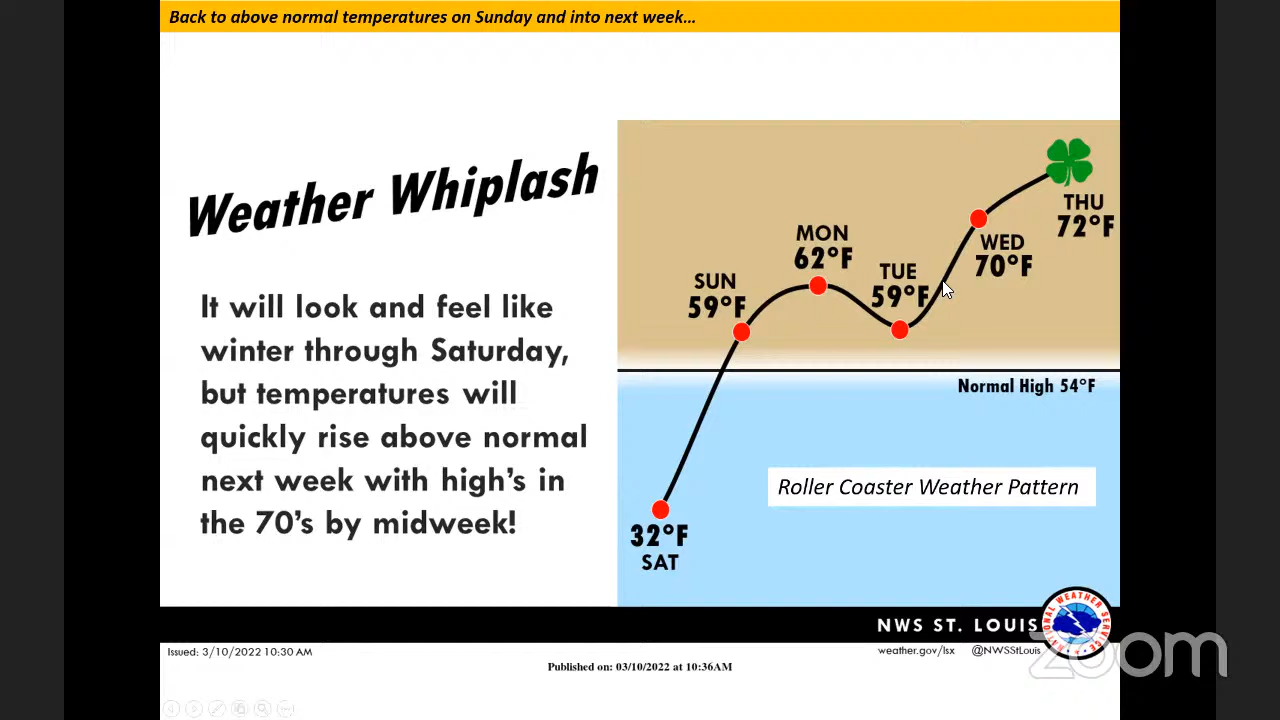 Back to above normal temperatures on Sunday and into next week...
Weather Whiplash
It will look and feel like
winter through Saturday,
but temperatures will
quickly rise above normal
next week with high's in
the 70's by midweek!
SUN
59°F
MON
62°F
TUE
59°F
WED
70°F
THU
72°F
Normal High 54°F
Roller Coaster Weather Pattern
32°F
SAT
NWS ST. LOUIS
NATIONAL WEATHER SERVICE
Issued: 3/10/2022 10:30 AM
weather.gov/lsx @NWSStLouis
Published on: 03/10/2022 at 10:36AM
zoom